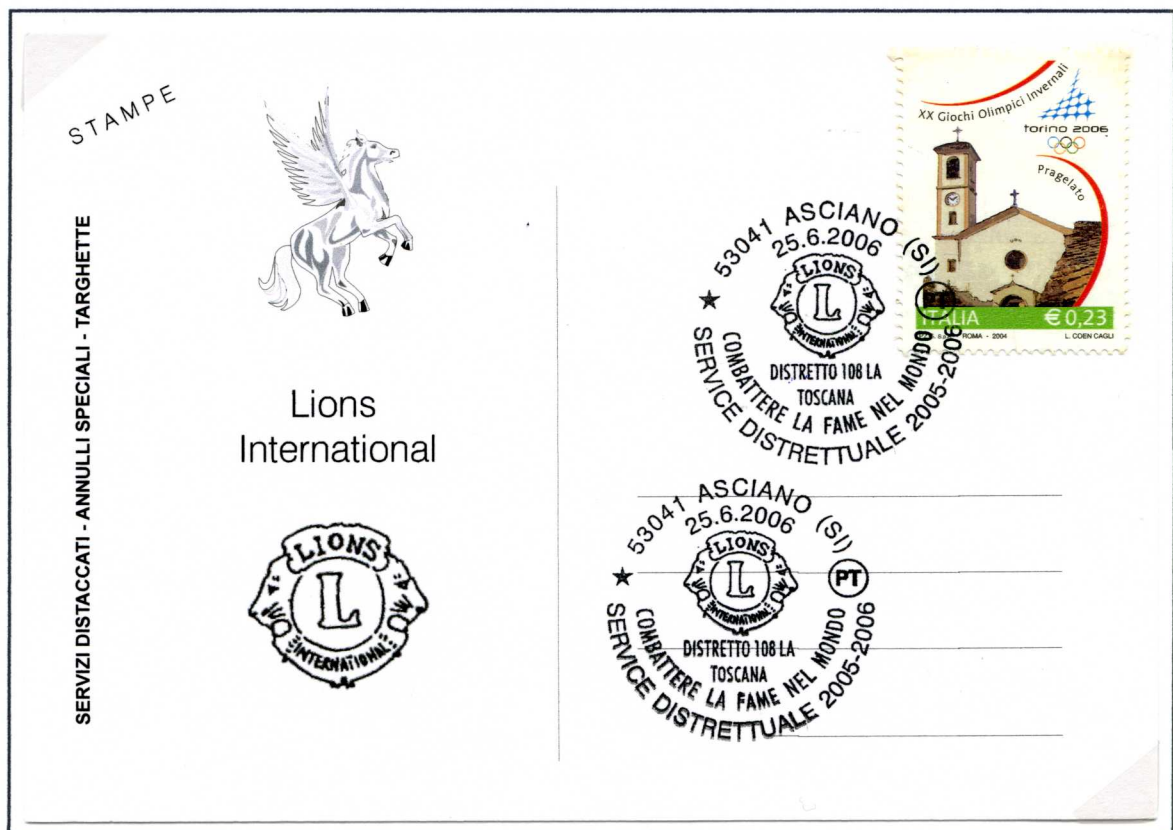 STAMPE
SERVIZI DISTACCATI - ANNULLI SPECIALI - TARGHETTE
Lions
International
LIONS
L
INTERNATIONAL
XX Giochi Olimpici Invernali
torino 2006
Pragelato
ITALIA €0,23
ROMA - 2004 L. COEN CAGLI
53041 ASCIANO (SI)
25.6.2006
LIONS
L
INTERNATIONAL
DISTRETTO 108 LA
TOSCANA
COMBATTERE LA FAME NEL MONDO
SERVICE DISTRETTUALE 2005-2006
PT
53041 ASCIANO (SI)
25.6.2006
LIONS
L
INTERNATIONAL
DISTRETTO 108 LA
TOSCANA
COMBATTERE LA FAME NEL MONDO
SERVICE DISTRETTUALE 2005-2006
PT